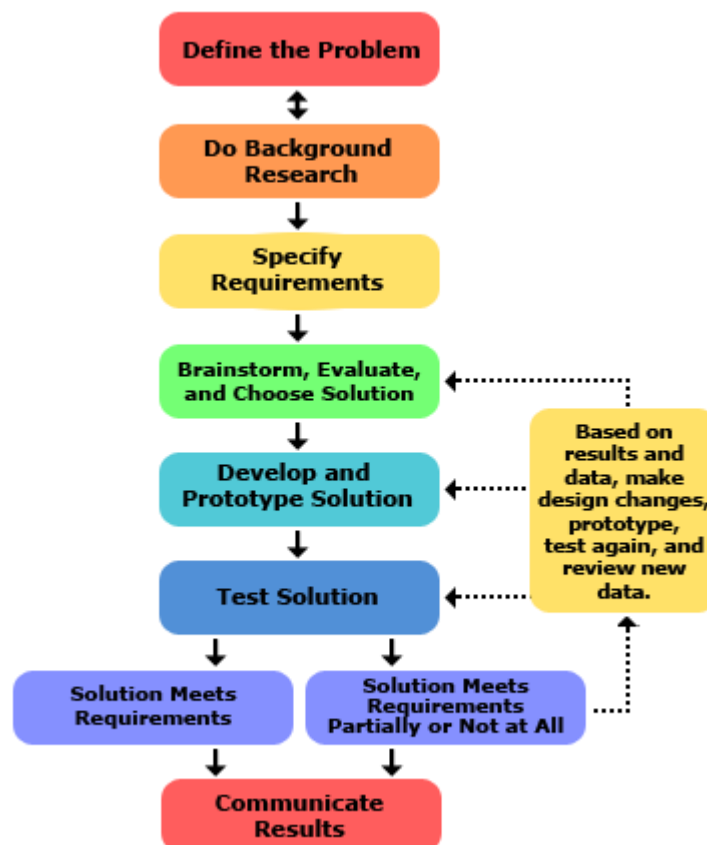 Define the Problem
Do Background
Research
Specify
Requirements
Brainstorm, Evaluate,
and Choose Solution
Develop and
Prototype Solution
Based on
results and
data, make
design changes,
prototype,
test again, and
review new
data.
Test Solution
Solution Meets
Requirements
Solution Meets
Requirements
Partially or Not at All
Communicate
Results